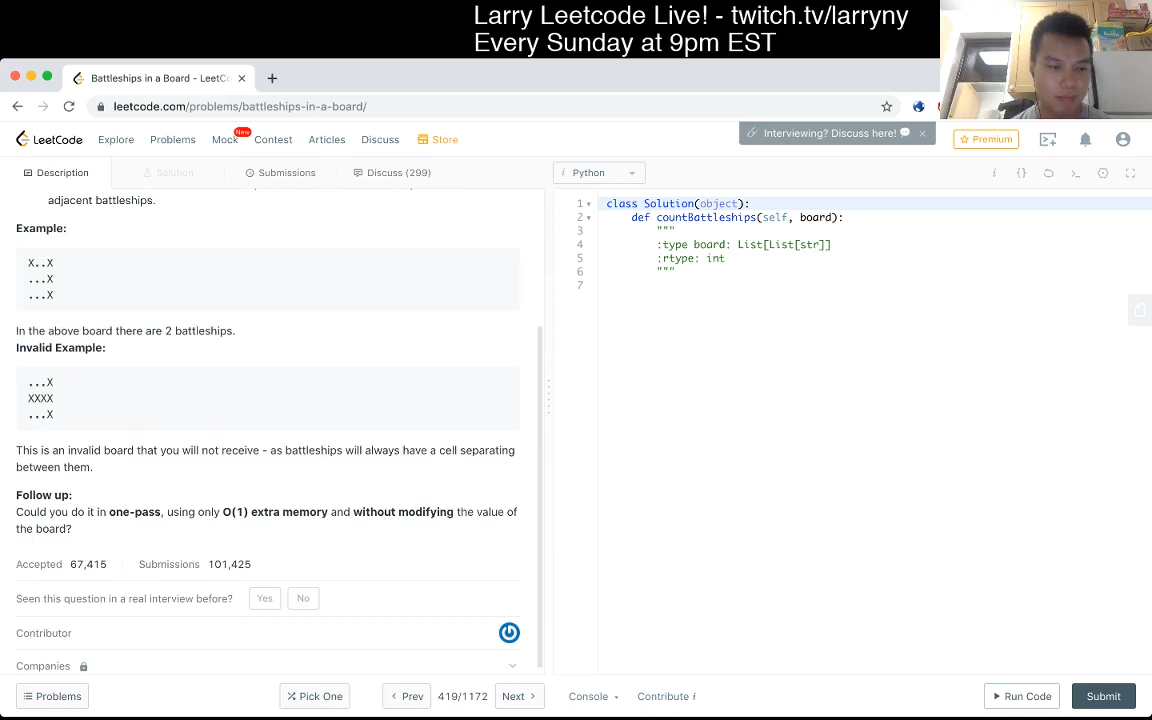 Larry Leetcode Live! - twitch.tv/larryny
Every Sunday at 9pm EST
Battleships in a Board - LeetCo
leetcode.com/problems/battleships-in-a-board/
LeetCode
Explore
Problems
Mock
New
Contest
Articles
Discuss
Store
Interviewing? Discuss here!
Premium
Description
Solution
Submissions
Discuss (299)
Python
adjacent battleships.
Example:
X..X
...X
...X
In the above board there are 2 battleships.
Invalid Example:
...X
XXXX
...X
This is an invalid board that you will not receive - as battleships will always have a cell separating
between them.
Follow up:
Could you do it in one-pass, using only O(1) extra memory and without modifying the value of
the board?
Accepted 67,415 Submissions 101,425
Seen this question in a real interview before? Yes No
Contributor
Companies
Problems
Pick One
Prev
419/1172
Next
1 class Solution(object):
2 def countBattleships(self, board):
3 """
4 :type board: List[List[str]]
5 :rtype: int
6 """
7
Console
Contribute i
Run Code
Submit